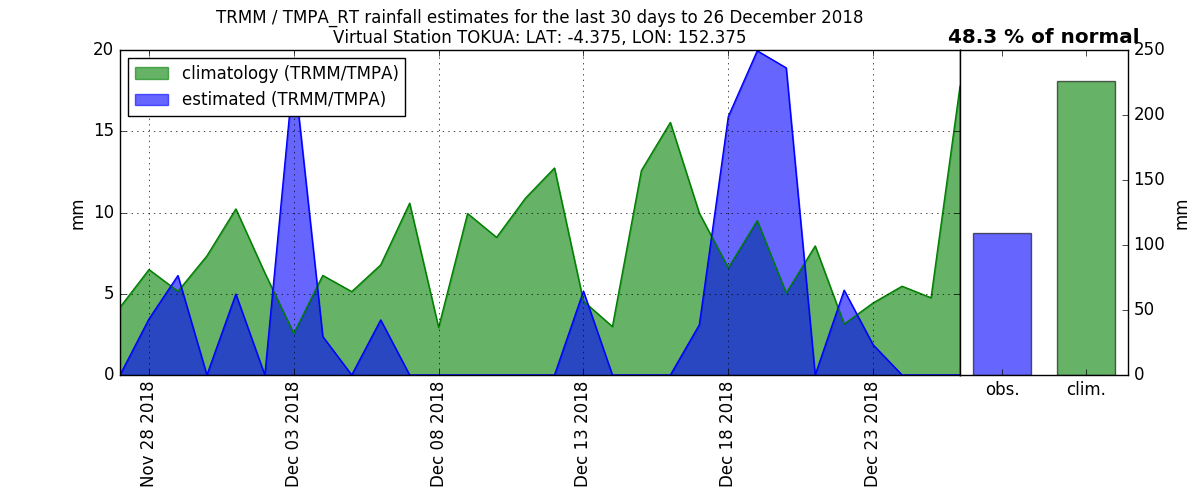 TRMM / TMPA_RT rainfall estimates for the last 30 days to 26 December 2018
Virtual Station TOKUA: LAT: -4.375, LON: 152.375
48.3 % of normal
climatology (TRMM/TMPA)
estimated (TRMM/TMPA)
20
15
10
5
0
mm
Nov 28 2018
Dec 03 2018
Dec 08 2018
Dec 13 2018
Dec 18 2018
Dec 23 2018
250
200
150
100
50
0
mm
obs.
clim.